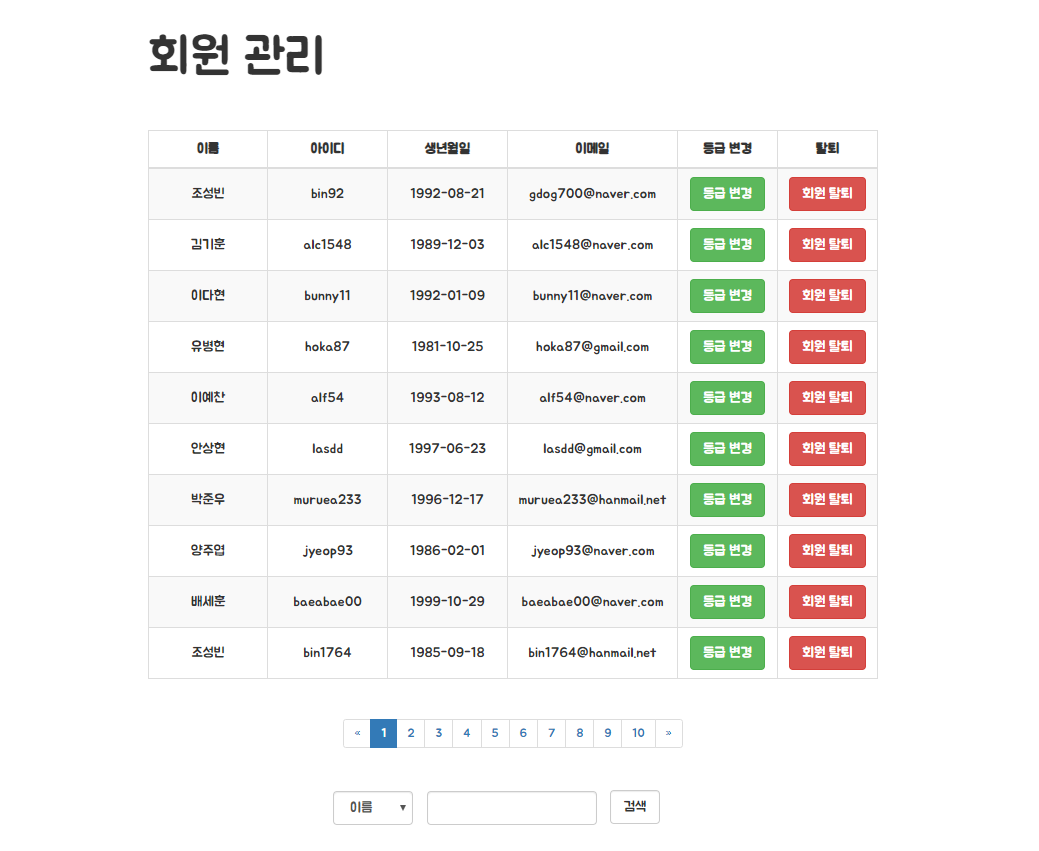 회원 관리
이름 아이디 생년월일 이메일 등급 변경 탈퇴
조성빈 bin92 1992-08-21 gdog700@naver.com 등급 변경 회원 탈퇴
김기훈 alc1548 1989-12-03 alc1548@naver.com 등급 변경 회원 탈퇴
이다현 bunny11 1992-01-09 bunny11@naver.com 등급 변경 회원 탈퇴
유병현 hoka87 1981-10-25 hoka87@gmail.com 등급 변경 회원 탈퇴
이예찬 alf54 1993-08-12 alf54@naver.com 등급 변경 회원 탈퇴
안상현 lasdd 1997-06-23 lasdd@gmail.com 등급 변경 회원 탈퇴
박준우 muruea233 1996-12-17 muruea233@hanmail.net 등급 변경 회원 탈퇴
양주엽 jyeop93 1986-02-01 jyeop93@naver.com 등급 변경 회원 탈퇴
배세훈 baeabae00 1999-10-29 baeabae00@naver.com 등급 변경 회원 탈퇴
조성빈 bin1764 1985-09-18 bin1764@hanmail.net 등급 변경 회원 탈퇴
« 1 2 3 4 5 6 7 8 9 10 »
이름 검색